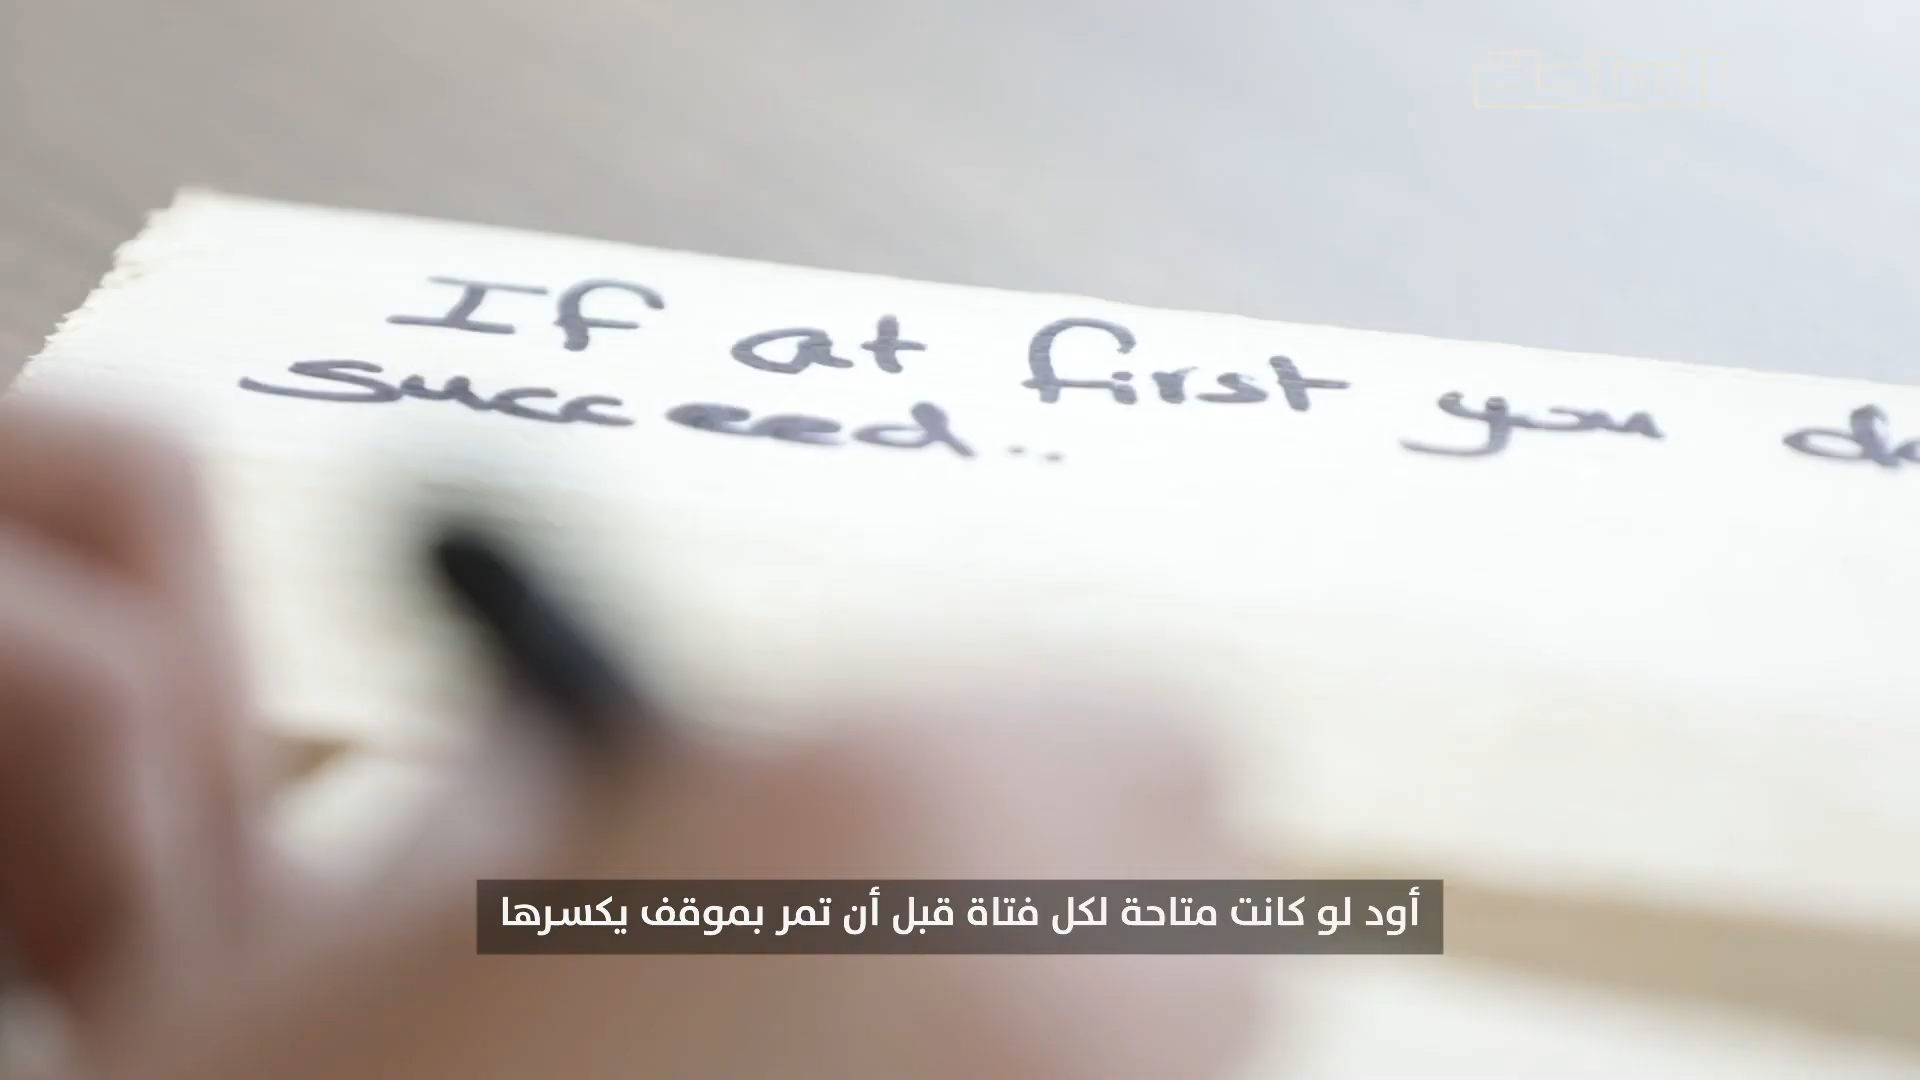 If at first you
succeed..
أود لو كانت متاحة لكل فتاة قبل أن تمر بموقف يكسرها